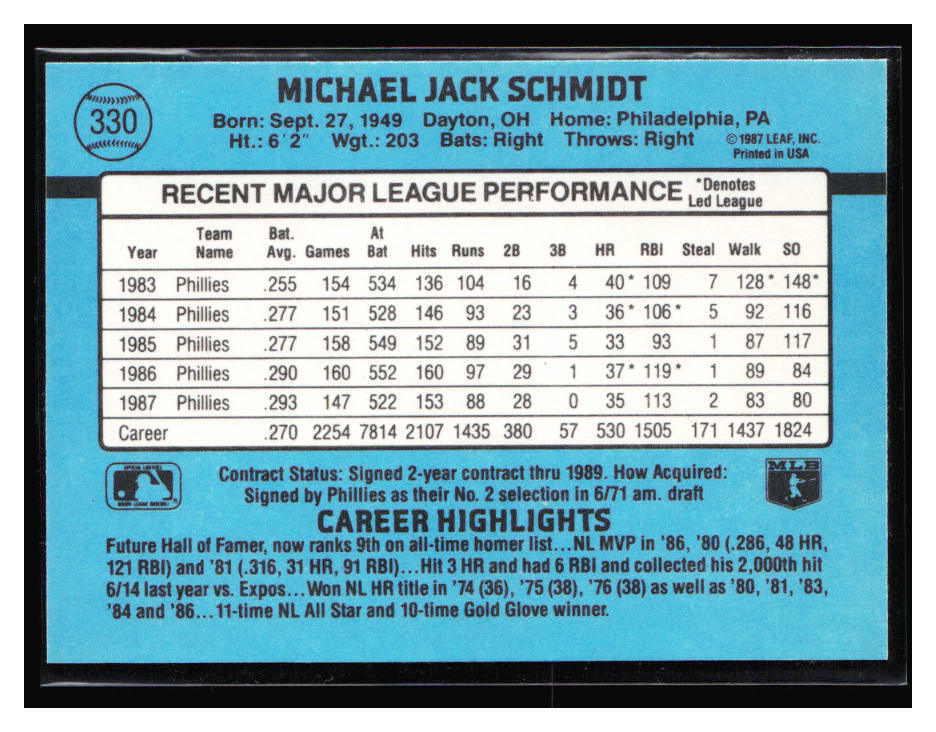 MICHAEL JACK SCHMIDT
330
Born: Sept. 27, 1949 Dayton, OH Home: Philadelphia, PA
Ht.: 6'2" Wgt.: 203 Bats: Right Throws: Right ©1987 LEAF, INC.
Printed in USA
RECENT MAJOR LEAGUE PERFORMANCE *Denotes Led League
Year Team Name Bat. Avg. Games At Bat Hits Runs 2B 3B HR RBI Steal Walk SO
1983 Phillies .255 154 534 136 104 16 4 40* 109 7 128* 148*
1984 Phillies .277 151 528 146 93 23 3 36* 106* 5 92 116
1985 Phillies .277 158 549 152 89 31 5 33 93 1 87 117
1986 Phillies .290 160 552 160 97 29 1 37* 119* 1 89 84
1987 Phillies .293 147 522 153 88 28 0 35 113 2 83 80
Career .270 2254 7814 2107 1435 380 57 530 1505 171 1437 1824
Contract Status: Signed 2-year contract thru 1989. How Acquired:
Signed by Phillies as their No. 2 selection in 6/71 am. draft
MLB
CAREER HIGHLIGHTS
Future Hall of Famer, now ranks 9th on all-time homer list...NL MVP in '86, '80 (.286, 48 HR,
121 RBI) and '81 (.316, 31 HR, 91 RBI)...Hit 3 HR and had 6 RBI and collected his 2,000th hit
6/14 last year vs. Expos...Won NL HR title in '74 (36), '75 (38), '76 (38) as well as '80, '81, '83,
'84 and '86...11-time NL All Star and 10-time Gold Glove winner.